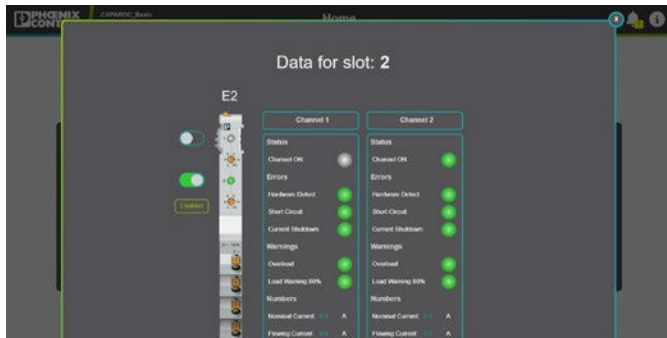 PHOENIX
CONT
CXPAROC_Basic
Home
x
Data for slot: 2
E2
Channel 1
Channel 2
Status
Status
Channel ON
Channel ON
Errors
Errors
Hardware Defect
Hardware Defect
Short Circuit
Short Circuit
Current Shutdown
Current Shutdown
Enabled
Warnings
Warnings
Overload
Overload
Load Warning 80%
Load Warning 80%
Numbers
Numbers
Nominal Current: A
Nominal Current: A
Flowing Current: A
Flowing Current: A